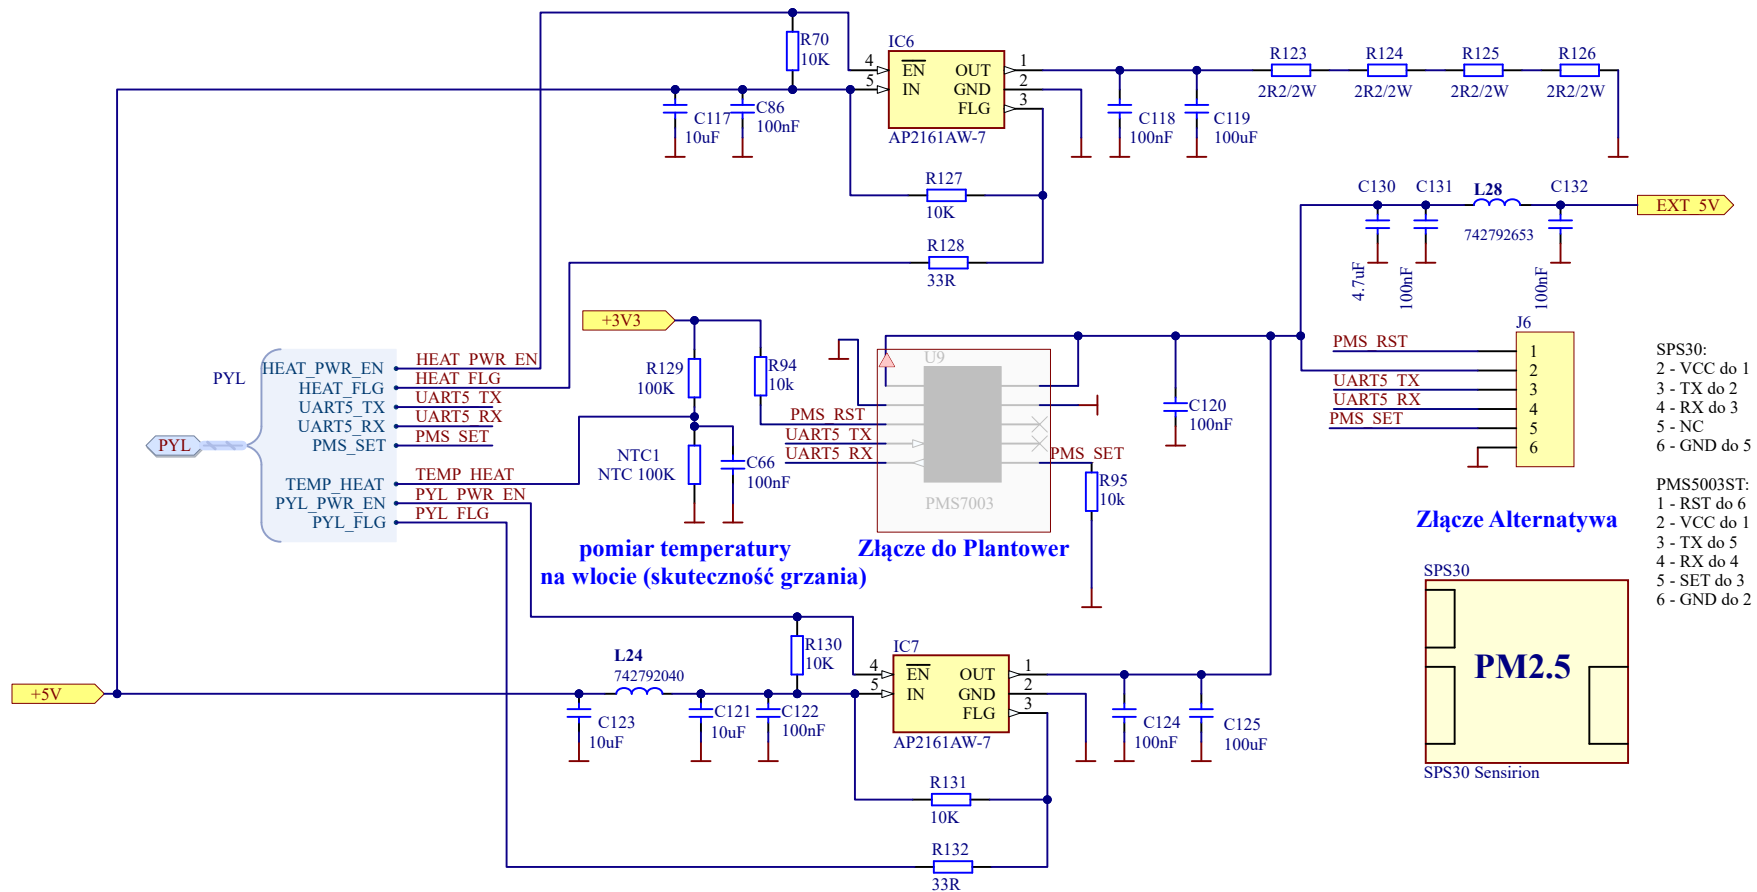 R70
10K
IC6
4
5
EN
IN
OUT
GND
FLG
1
2
3
AP2161AW-7
C117
10uF
C86
100nF
C118
100nF
C119
100uF
R123
2R2/2W
R124
2R2/2W
R125
2R2/2W
R126
2R2/2W
R127
10K
R128
33R
C130
4.7uF
C131
100nF
L28
742792653
C132
100nF
EXT_5V
+3V3
R129
100K
R94
10k
PYL
PYL
HEAT_PWR_EN
HEAT_FLG
UART5_TX
UART5_RX
PMS_SET
TEMP_HEAT
PYL_PWR_EN
PYL_FLG
HEAT_PWR_EN
HEAT_FLG
UART5_TX
UART5_RX
PMS_SET
TEMP_HEAT
PYL_PWR_EN
PYL_FLG
NTC1
NTC 100K
C66
100nF
PMS_RST
UART5_TX
UART5_RX
U9
PMS7003
PMS_SET
R95
10k
C120
100nF
J6
PMS_RST
UART5_TX
UART5_RX
PMS_SET
1
2
3
4
5
6
SPS30:
2 - VCC do 1
3 - TX do 2
4 - RX do 3
5 - NC
6 - GND do 5
PMS5003ST:
1 - RST do 6
2 - VCC do 1
3 - TX do 5
4 - RX do 4
5 - SET do 3
6 - GND do 2
pomiar temperatury
na wlocie (skuteczność grzania)
Złącze do Plantower
Złącze Alternatywa
SPS30
PM2.5
SPS30 Sensirion
+5V
L24
742792040
C123
10uF
C121
10uF
C122
100nF
R130
10K
IC7
4
5
EN
IN
OUT
GND
FLG
1
2
3
AP2161AW-7
C124
100nF
C125
100uF
R131
10K
R132
33R